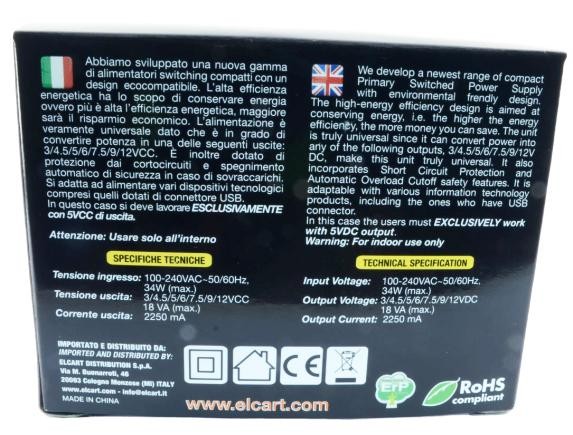 Abbiamo sviluppato una nuova gamma
di alimentatori switching compatti con un
design ecocompatibile. L'alta efficienza
energetica ha lo scopo di conservare energia
ovvero più è alta l'efficienza energetica, maggiore
sarà il risparmio economico. L'alimentazione è
veramente universale dato che è in grado di
convertire potenza in una delle seguenti uscite:
3/4.5/5/6/7.5/9/12VCC. È inoltre dotato di
protezione dai cortocircuiti e spegnimento
automatico di sicurezza in caso di sovraccarichi.
Si adatta ad alimentare vari dispositivi tecnologici
compresi quelli dotati di connettore USB.
In questo caso si deve lavorare ESCLUSIVAMENTE
con 5VCC di uscita.
Attenzione: Usare solo all'interno
SPECIFICHE TECNICHE
Tensione ingresso: 100-240VAC~50/60Hz,
34W (max.)
Tensione uscita: 3/4.5/5/6/7.5/9/12VCC
18 VA (max.)
Corrente uscita: 2250 mA
We develop a newest range of compact
Primary Switched Power Supply
with environmental frendly design.
The high-energy efficiency design is aimed at
conserving energy, i.e. the higher the energy
efficiency, the more money you can save. The unit
is truly universal since it can convert power into
any of the following outputs, 3/4.5/5/6/7.5/9/12V
DC, make this unit truly universal. It also
incorporates Short Circuit Protection and
Automatic Overload Cutoff safety features. It is
adaptable with various information technology
products, including the ones who have USB
connector.
In this case the users must EXCLUSIVELY work
with 5VDC output.
Warning: For indoor use only
TECHNICAL SPECIFICATION
Input Voltage: 100-240VAC~50/60Hz,
34W (max.)
Output Voltage: 3/4.5/5/6/7.5/9/12VDC
18 VA (max.)
Output Current: 2250 mA
IMPORTATO E DISTRIBUITO DA:
IMPORTED AND DISTRIBUTED BY:
ELCART DISTRIBUTION S.p.A.
Via M. Buonarroti, 46
20093 Cologno Monzese (MI) ITALY
www.elcart.com - info@elcart.it
MADE IN CHINA
CE
ErP
RoHS
compliant
www.elcart.com